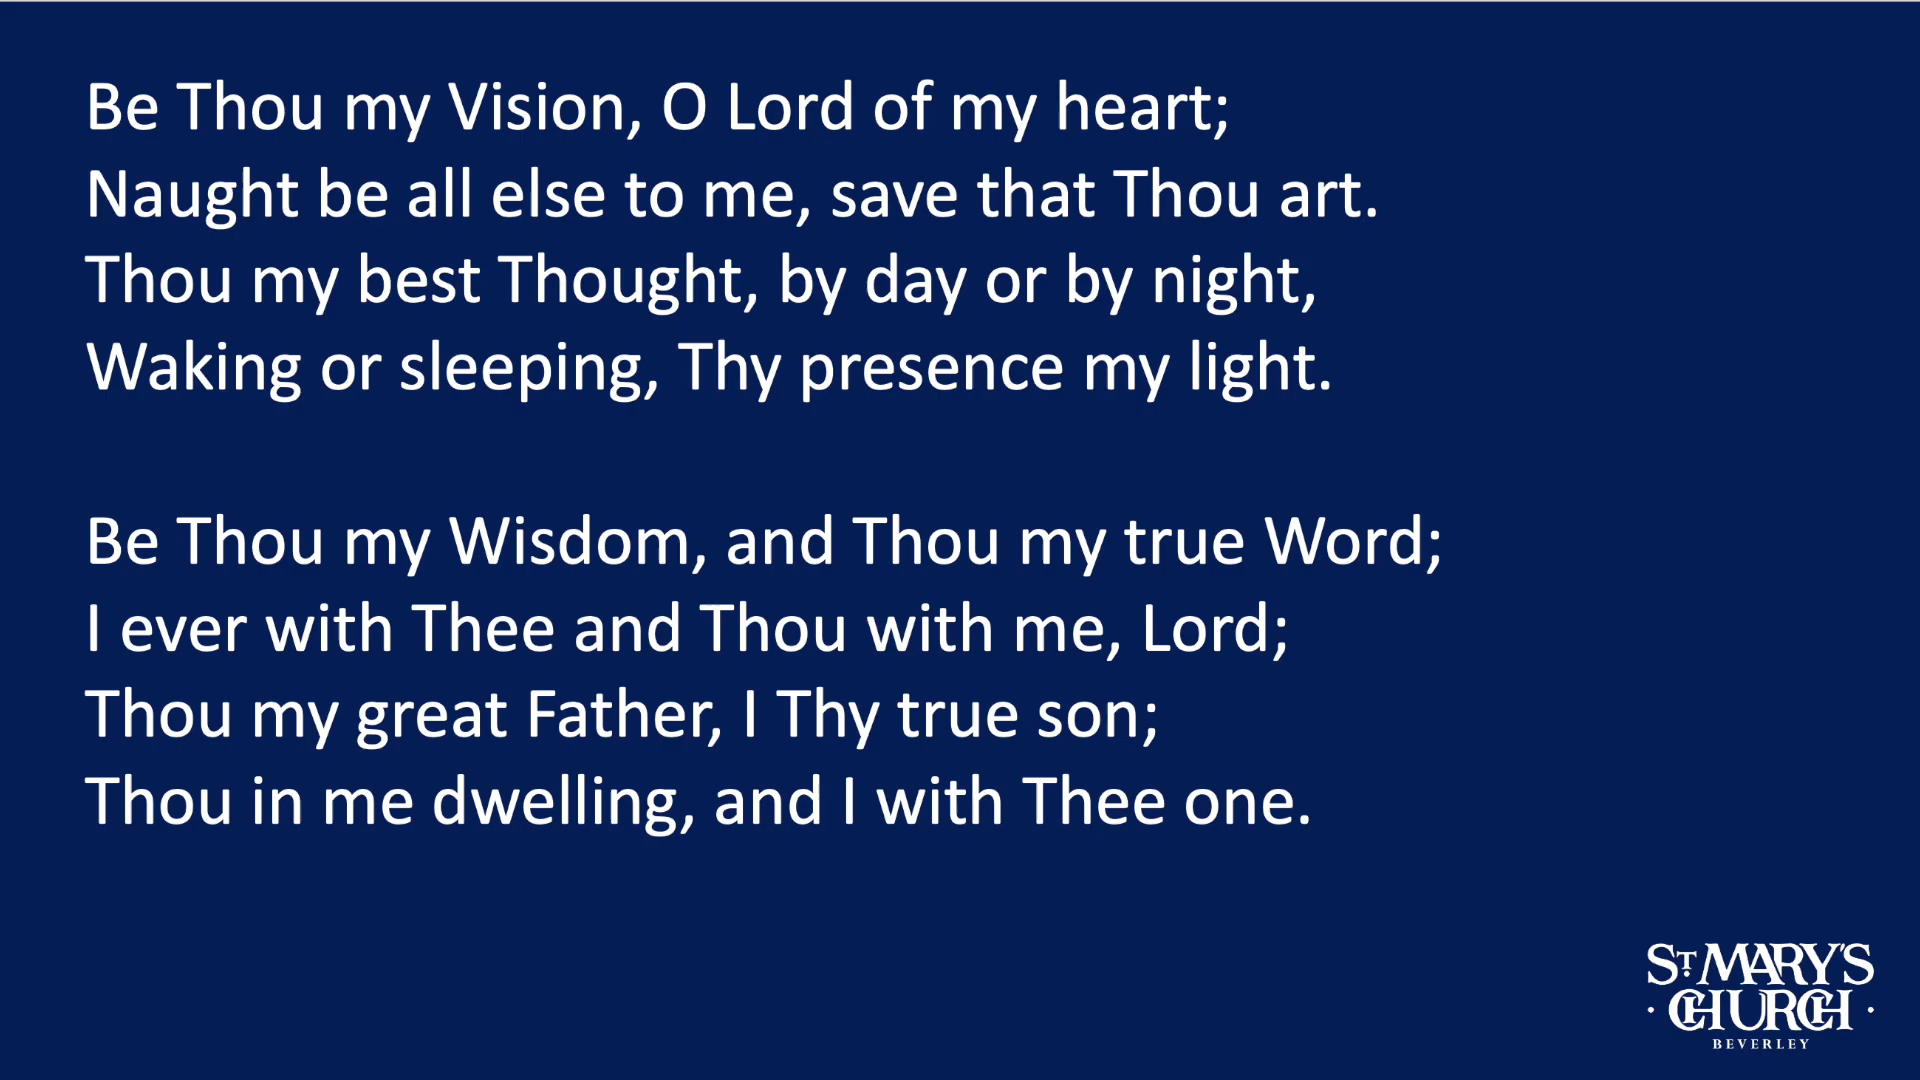 Be Thou my Vision, O Lord of my heart;
Naught be all else to me, save that Thou art.
Thou my best Thought, by day or by night,
Waking or sleeping, Thy presence my light.
Be Thou my Wisdom, and Thou my true Word;
I ever with Thee and Thou with me, Lord;
Thou my great Father, I Thy true son;
Thou in me dwelling, and I with Thee one.
ST MARY'S
· CHURCH ·
BEVERLEY